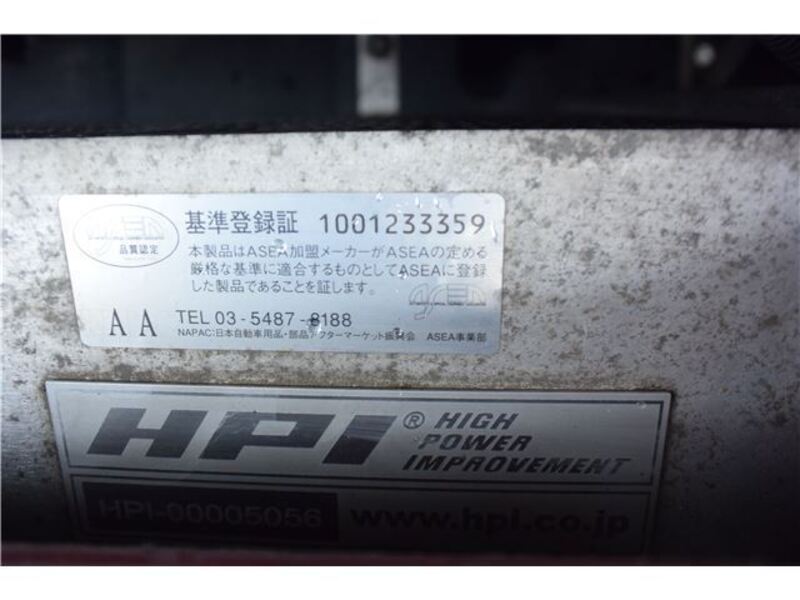 ASEA
品質認定
基準登録証 1001233359
本製品はASEA加盟メーカーがASEAの定める
厳格な基準に適合するものとしてASEAに登録
した製品であることを証します。
ASEA
AA
TEL 03-5487-8188
NAPAC:日本自動車用品・部品アフターマーケット振興会 ASEA事業部
HPI® HIGH
POWER
IMPROVEMENT
HPI-00005056 www.hpi.co.jp